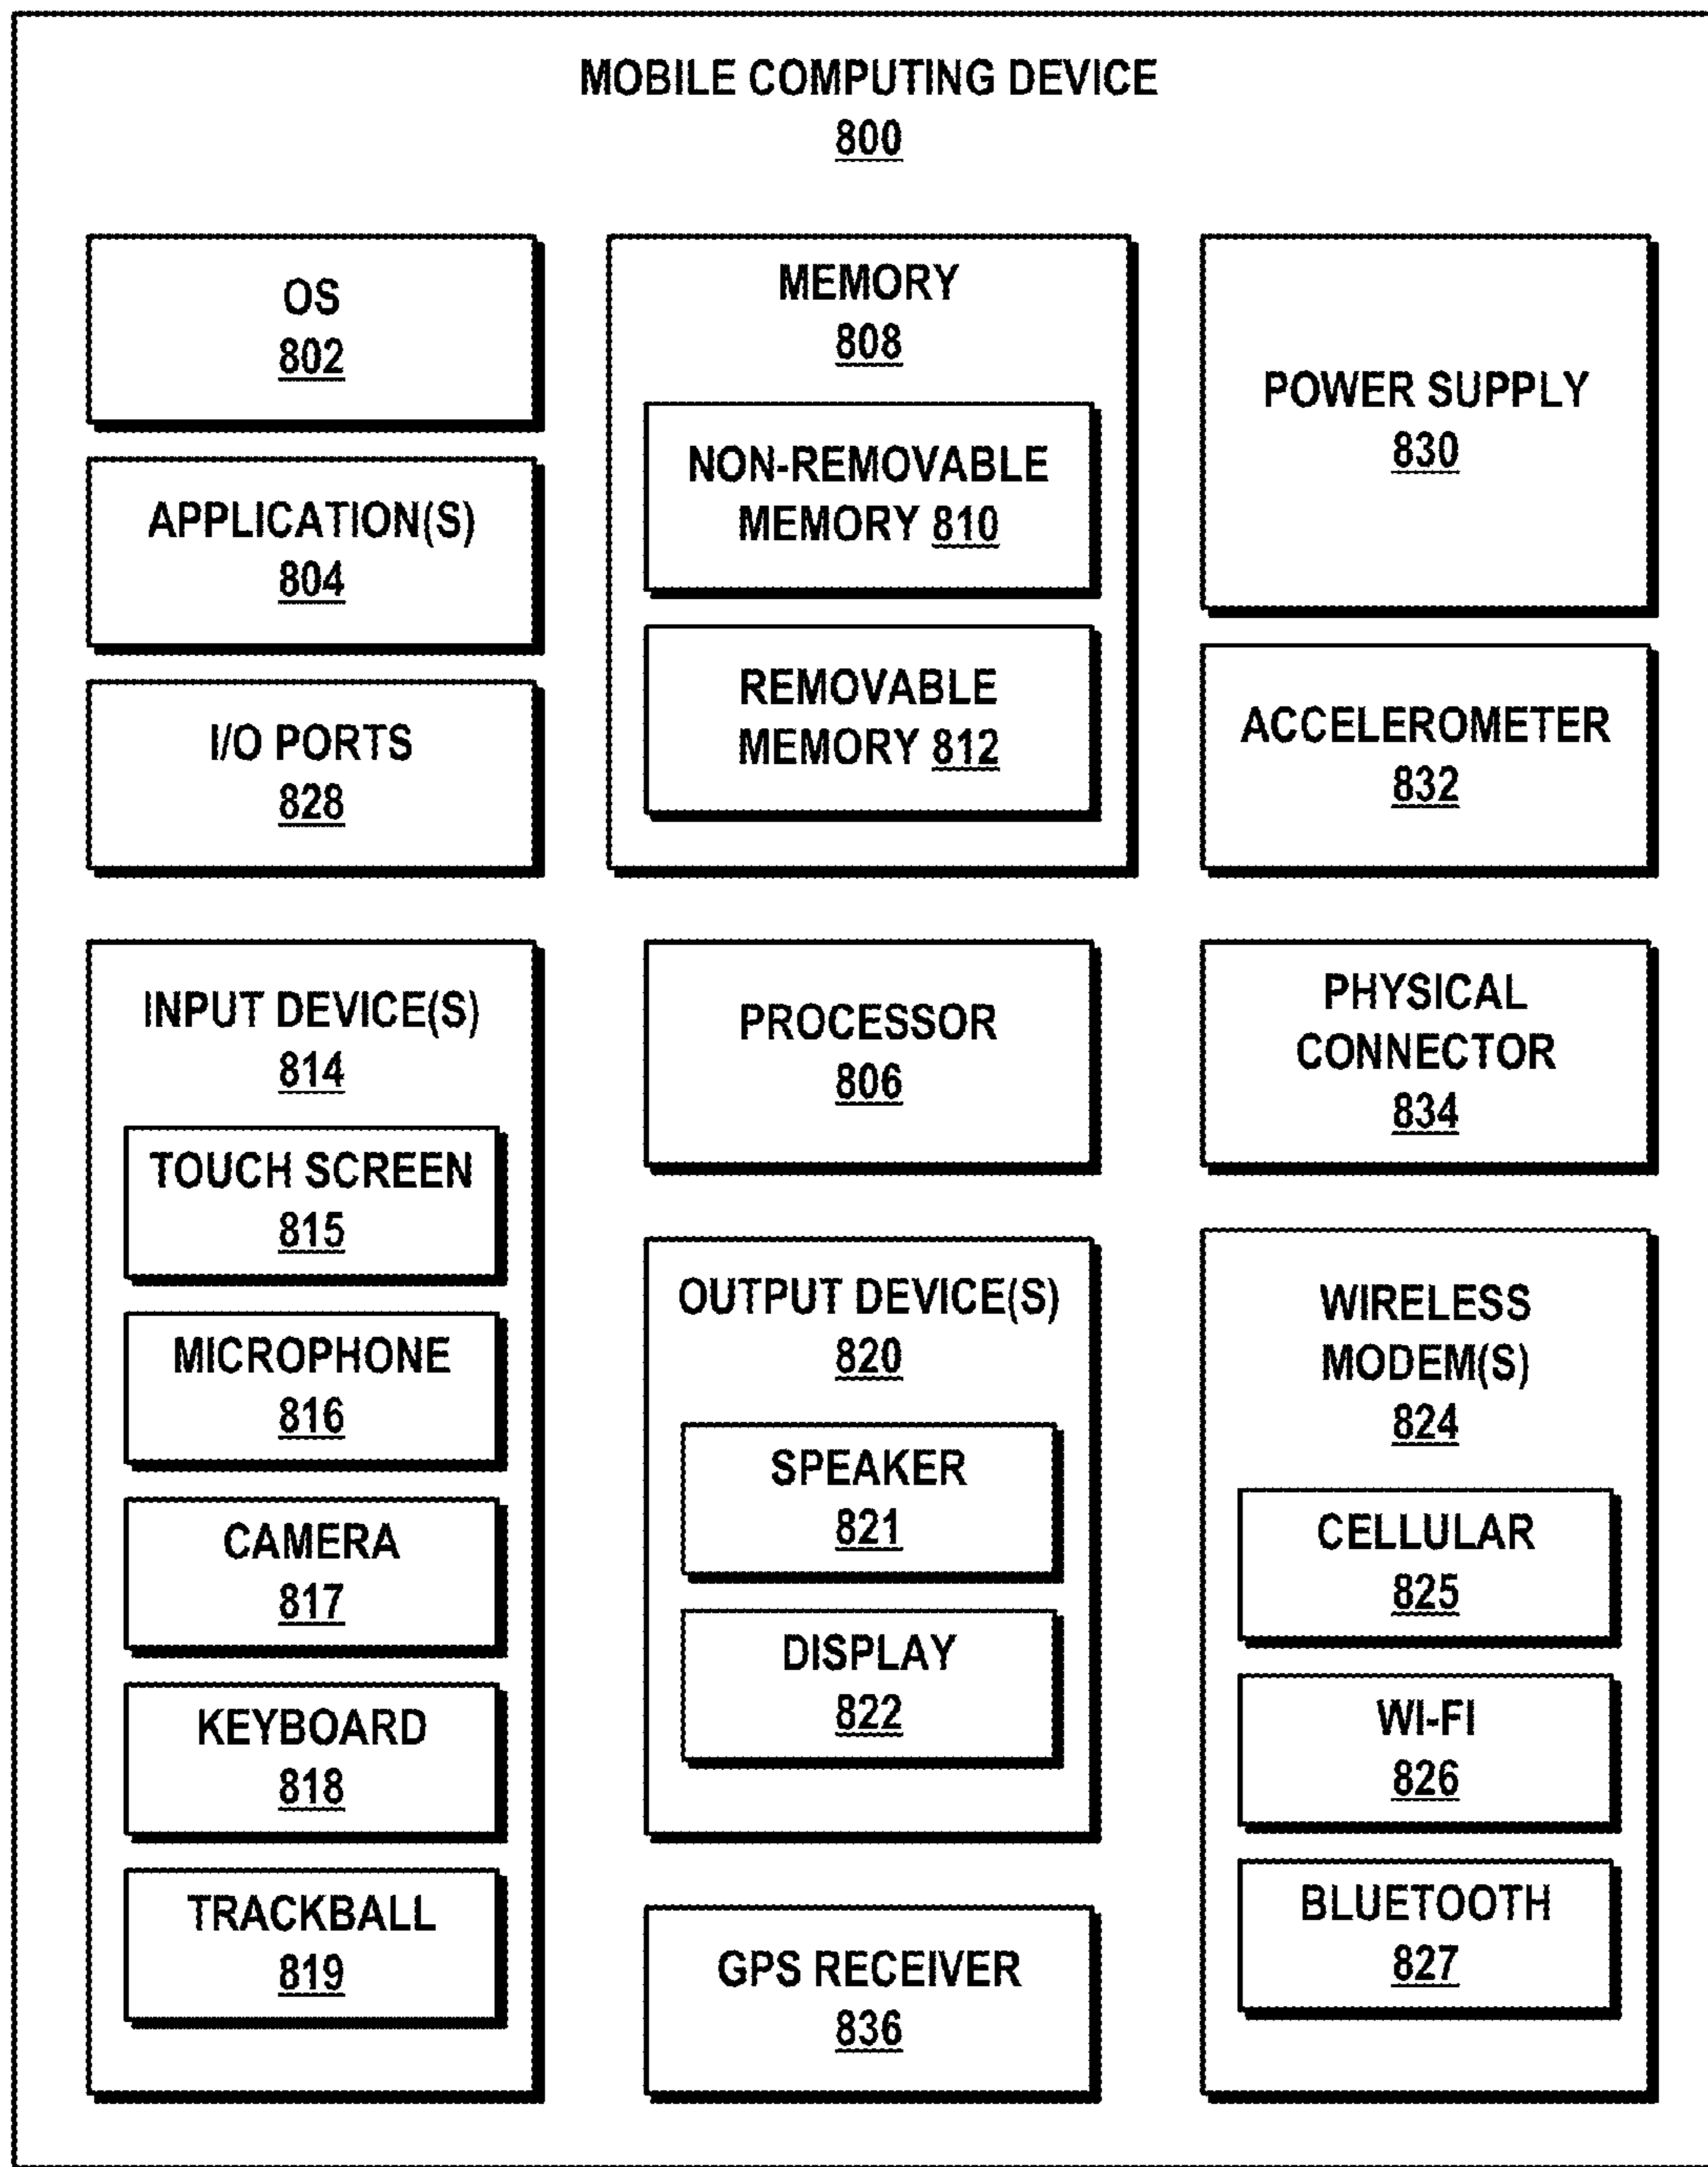 MOBILE COMPUTING DEVICE
800
OS
802
APPLICATION(S)
804
I/O PORTS
828
MEMORY
808
NON-REMOVABLE
MEMORY 810
REMOVABLE
MEMORY 812
POWER SUPPLY
830
ACCELEROMETER
832
INPUT DEVICE(S)
814
TOUCH SCREEN
815
MICROPHONE
816
CAMERA
817
KEYBOARD
818
TRACKBALL
819
PROCESSOR
806
OUTPUT DEVICE(S)
820
SPEAKER
821
DISPLAY
822
GPS RECEIVER
836
PHYSICAL
CONNECTOR
834
WIRELESS
MODEM(S)
824
CELLULAR
825
WI-FI
826
BLUETOOTH
827